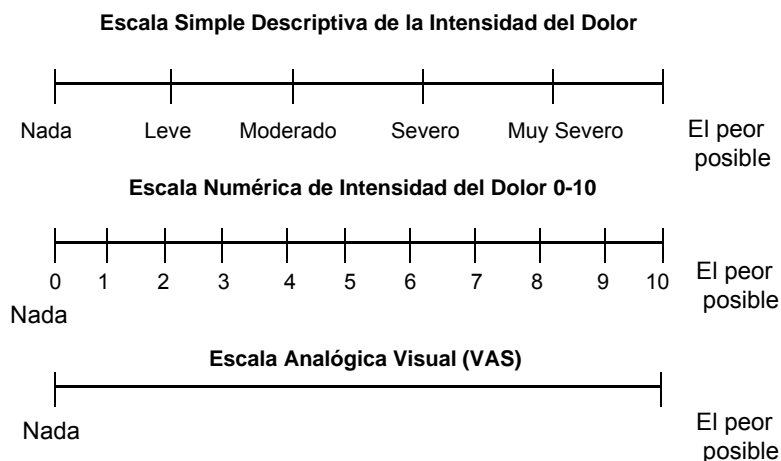 Escala Simple Descriptiva de la Intensidad del Dolor
Nada Leve Moderado Severo Muy Severo El peor
posible
Escala Numérica de Intensidad del Dolor 0-10
0 1 2 3 4 5 6 7 8 9 10 El peor
posible
Nada
Escala Analógica Visual (VAS)
Nada El peor
posible